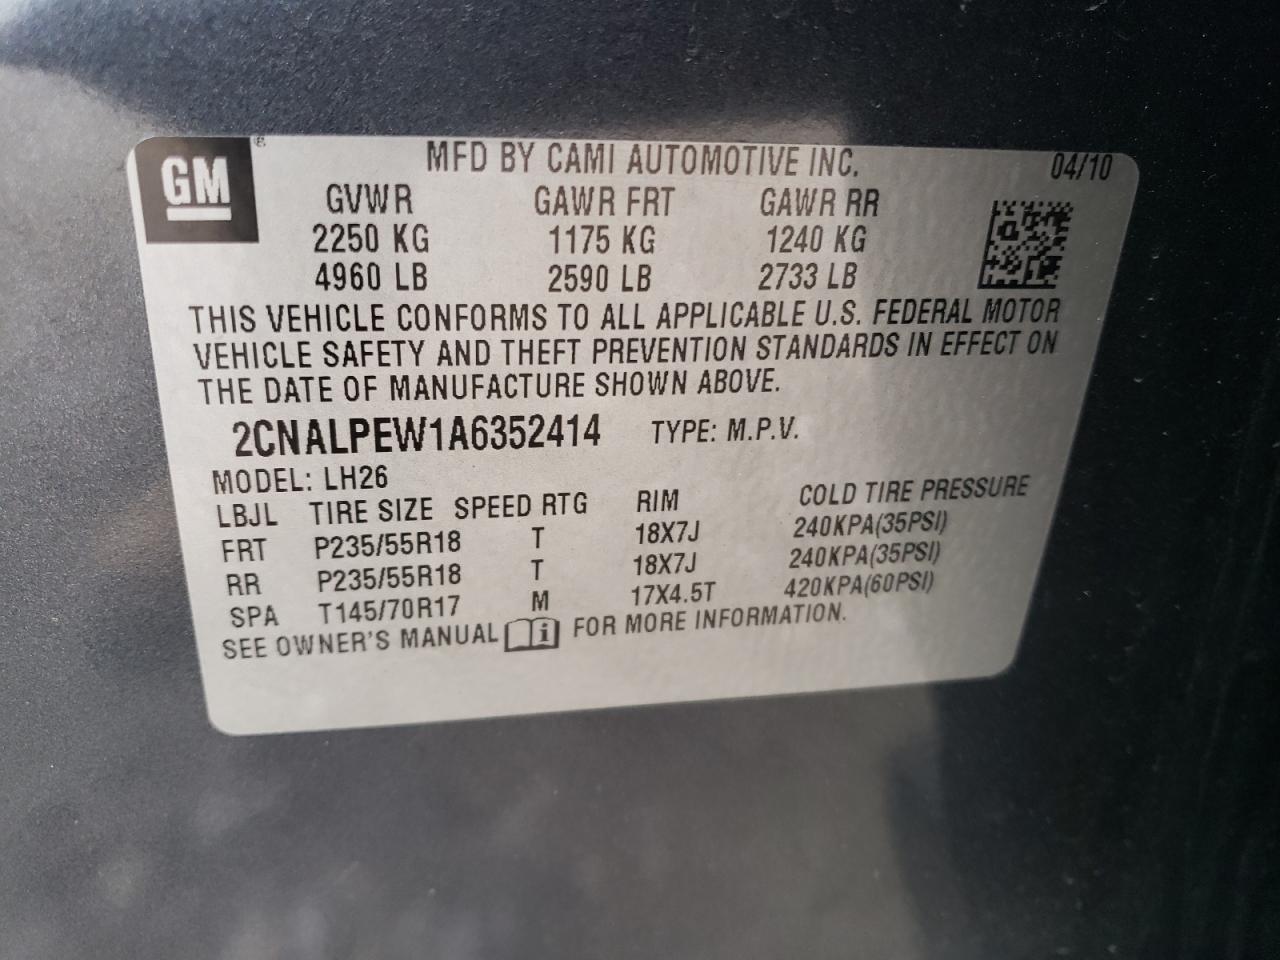 GM ®
MFD BY CAMI AUTOMOTIVE INC. 04/10
GVWR GAWR FRT GAWR RR
2250 KG 1175 KG 1240 KG
4960 LB 2590 LB 2733 LB
THIS VEHICLE CONFORMS TO ALL APPLICABLE U.S. FEDERAL MOTOR
VEHICLE SAFETY AND THEFT PREVENTION STANDARDS IN EFFECT ON
THE DATE OF MANUFACTURE SHOWN ABOVE.
2CNALPEW1A6352414 TYPE: M.P.V.
MODEL: LH26
LBJL TIRE SIZE SPEED RTG RIM COLD TIRE PRESSURE
FRT P235/55R18 T 18X7J 240KPA(35PSI)
RR P235/55R18 T 18X7J 240KPA(35PSI)
SPA T145/70R17 M 17X4.5T 420KPA(60PSI)
SEE OWNER'S MANUAL i FOR MORE INFORMATION.